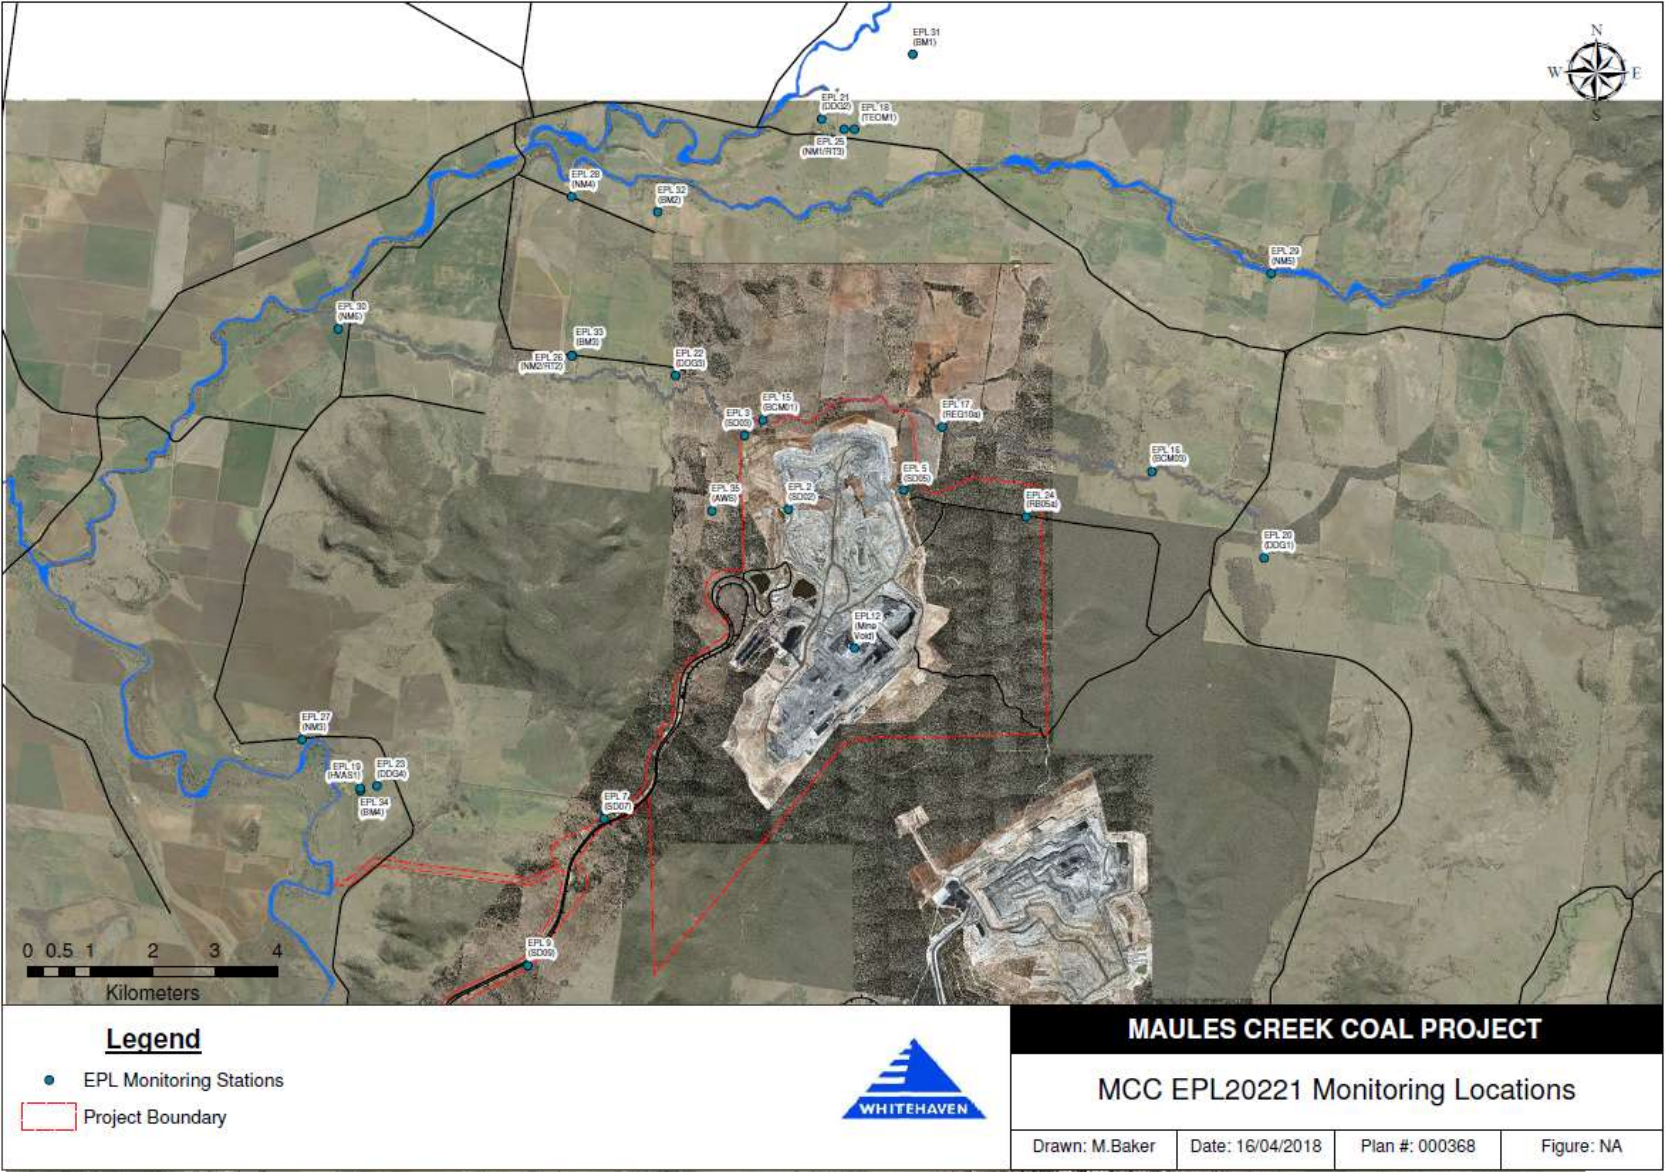 EPL 31
(BM1)
N
W E
S
EPL 21
(DDG2)
EPL 18
(TEOM1)
EPL 25
(NM1/RT3)
EPL 28
(NM4)
EPL 32
(BM2)
EPL 29
(NM5)
EPL 30
(NM6)
EPL 33
(BM3)
EPL 26
(NM2/RT2)
EPL 22
(DDG3)
EPL 15
(BCM01)
EPL 3
(SD03)
EPL 17
(REG10a)
EPL 16
(BCM03)
EPL 5
(SD05)
EPL 35
(AWS)
EPL 2
(SD02)
EPL 24
(RB05a)
EPL 20
(DDG1)
EPL12
(Mine
Void)
EPL 27
(NM3)
EPL 19
(HVAS1)
EPL 23
(DDG4)
EPL 34
(BM4)
EPL 7
(SD07)
EPL 9
(SD09)
0 0.5 1 2 3 4
Kilometers
Legend
EPL Monitoring Stations
Project Boundary
WHITEHAVEN
MAULES CREEK COAL PROJECT
MCC EPL20221 Monitoring Locations
Drawn: M.Baker Date: 16/04/2018 Plan #: 000368 Figure: NA